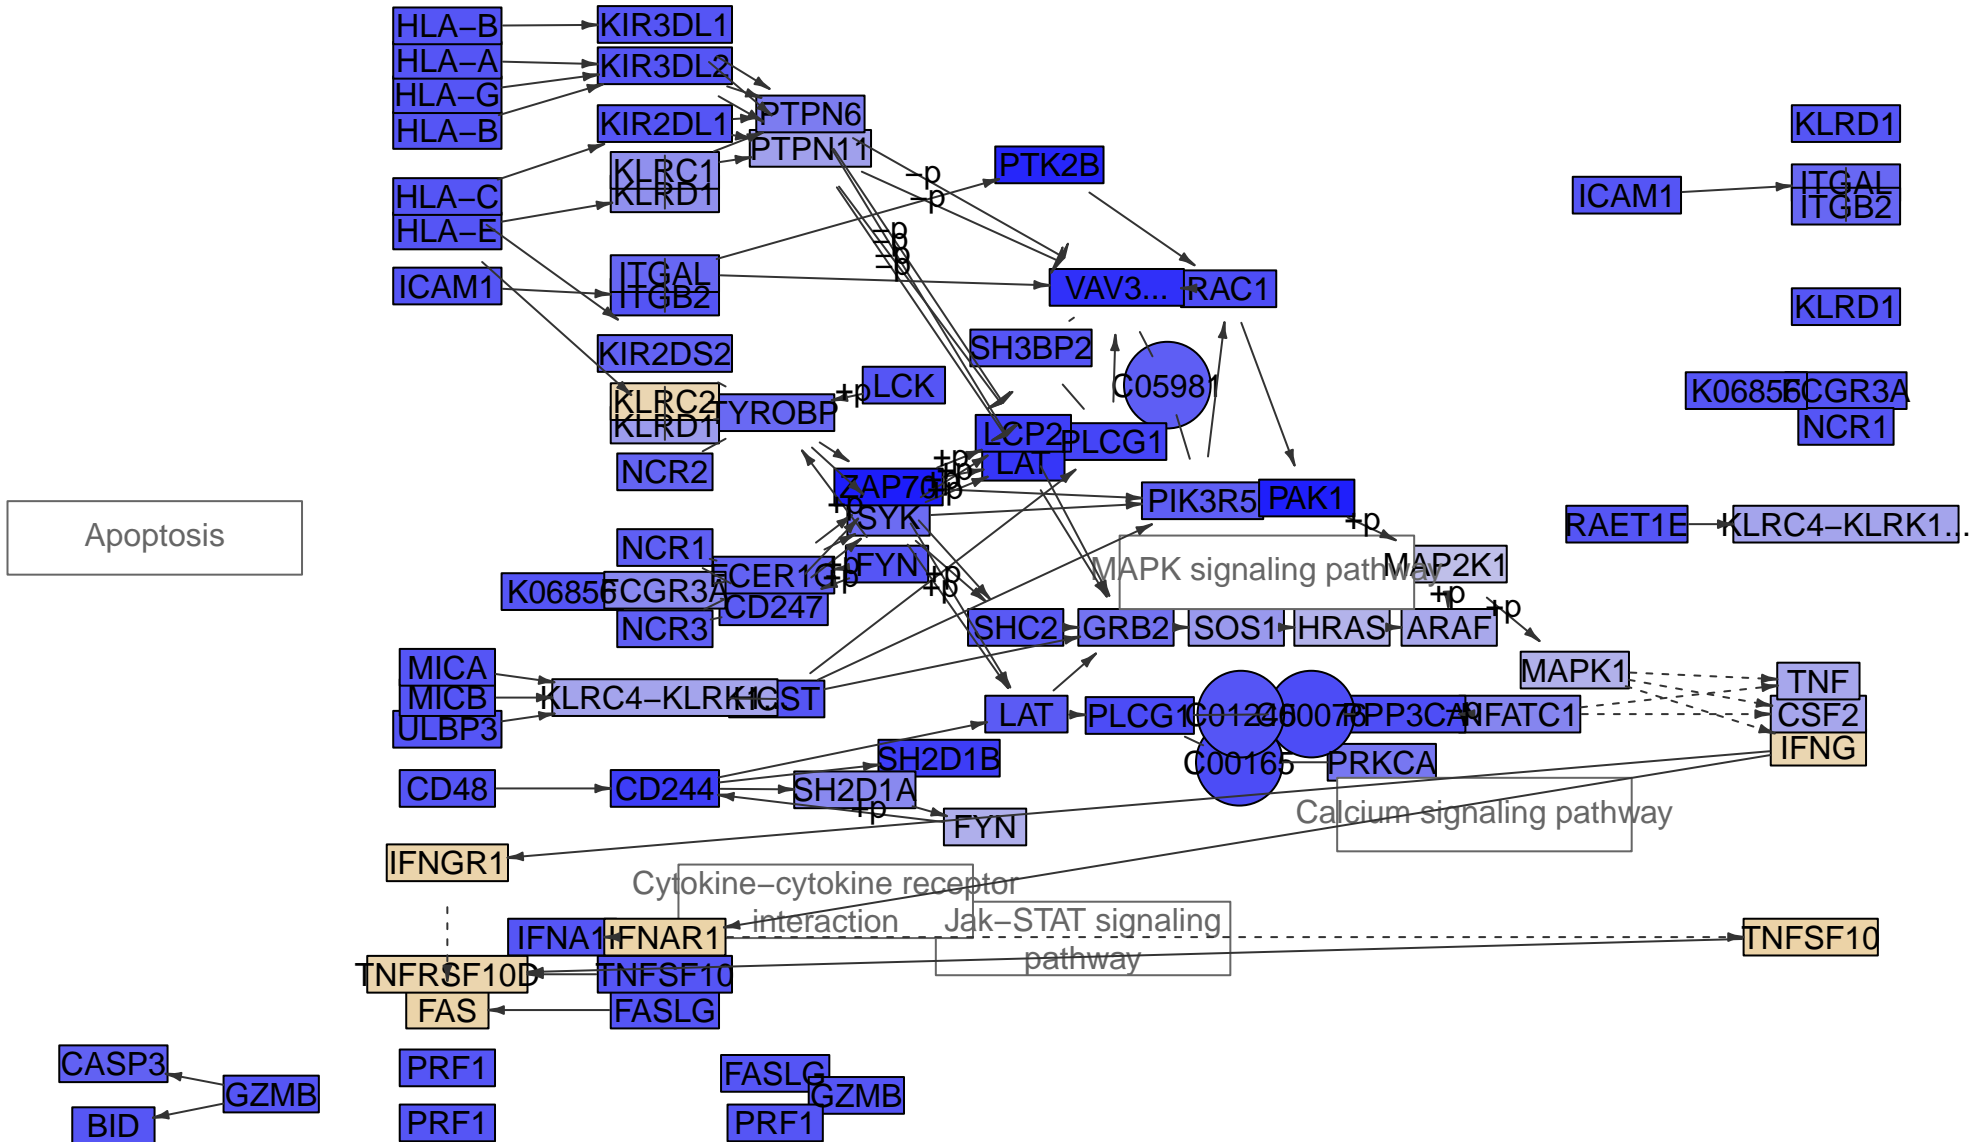 HLA−B
KIR3DL1
HLA−A
KIR3DL2
HLA−G
HLA−B
KIR2DL1
PTPN6
PTPN11
KLRD1
KLRC1
KLRD1
−p
−p
PTK2B
HLA−C
HLA−E
ICAM1
ITGAL
ITGB2
−p
−p
−p
−p
ICAM1
ITGAL
ITGB2
VAV3...
RAC1
KLRD1
KIR2DS2
SH3BP2
C05981
KLRC2
KLRD1
TYROBP
+p
LCK
LCP2
LAT
PLCG1
K06856
FCGR3A
NCR1
NCR2
ZAP70
SYK
+p
+p
+p
+p
+p
PIK3R5
PAK1
+p
RAET1E
KLRC4−KLRK1...
Apoptosis
NCR1
FCER1G
+p
+p
FYN
+p
+p
MAPK signaling pathway
MAP2K1
K06856
FCGR3A
CD247
NCR3
SHC2
GRB2
SOS1
HRAS
ARAF
+p
+p
MICA
MICB
ULBP3
KLRC4−KLRK1...
HCST
MAPK1
TNF
CSF2
IFNG
LAT
PLCG1
C01245
C00076
C00165
PPP3CA
−p
NFATC1
PRKCA
CD48
CD244
SH2D1B
SH2D1A
+p
FYN
Calcium signaling pathway
IFNGR1
Cytokine−cytokine receptor
interaction
Jak−STAT signaling
pathway
IFNA1
IFNAR1
TNFSF10
TNFRSF10D
TNFSF10
FAS
FASLG
CASP3
GZMB
BID
PRF1
PRF1
FASLG
GZMB
PRF1